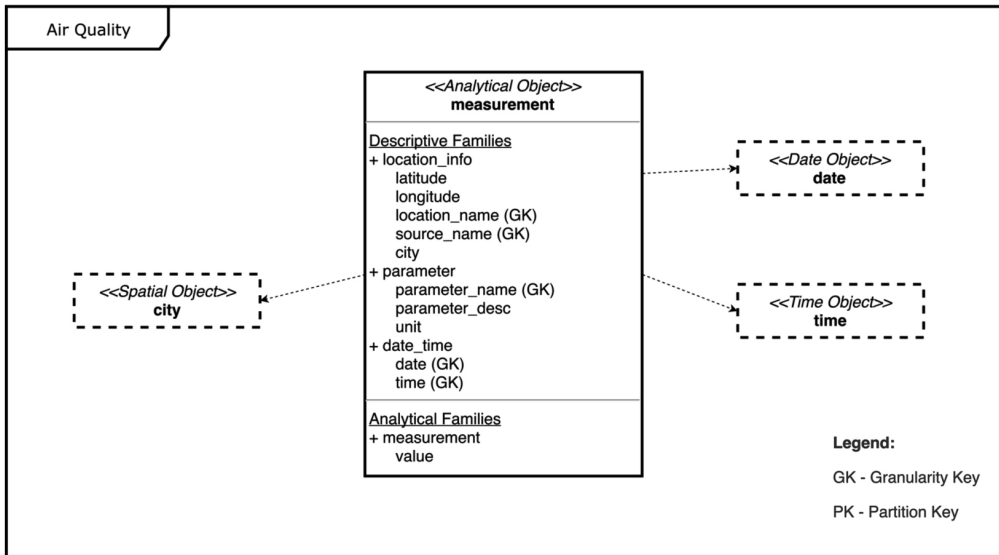 Air Quality
<<Analytical Object>>
measurement
Descriptive Families
+ location_info
latitude
longitude
location_name (GK)
source_name (GK)
city
+ parameter
parameter_name (GK)
parameter_desc
unit
+ date_time
date (GK)
time (GK)
Analytical Families
+ measurement
value
<<Date Object>>
date
<<Spatial Object>>
city
<<Time Object>>
time
Legend:
GK - Granularity Key
PK - Partition Key